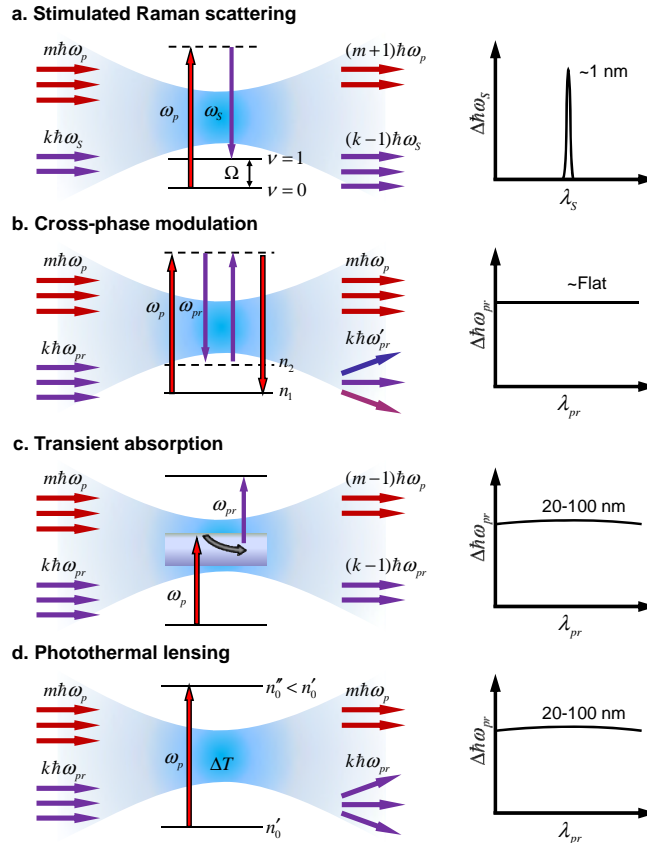 a. Stimulated Raman scattering
mℏω_p
(m+1)ℏω_p
ω_p
ω_S
kℏω_S
(k−1)ℏω_S
ν=1
Ω
ν=0
Δℏω_S
~1 nm
λ_S
b. Cross-phase modulation
mℏω_p
mℏω_p
ω_p
ω_pr
kℏω_pr
kℏω′_pr
n_2
n_1
Δℏω_pr
~Flat
λ_pr
c. Transient absorption
mℏω_p
(m−1)ℏω_p
ω_pr
kℏω_pr
(k−1)ℏω_pr
ω_p
Δℏω_pr
20-100 nm
λ_pr
d. Photothermal lensing
mℏω_p
n″_0<n′_0
mℏω_p
ω_p
ΔT
kℏω_pr
kℏω_pr
n′_0
Δℏω_pr
20-100 nm
λ_pr